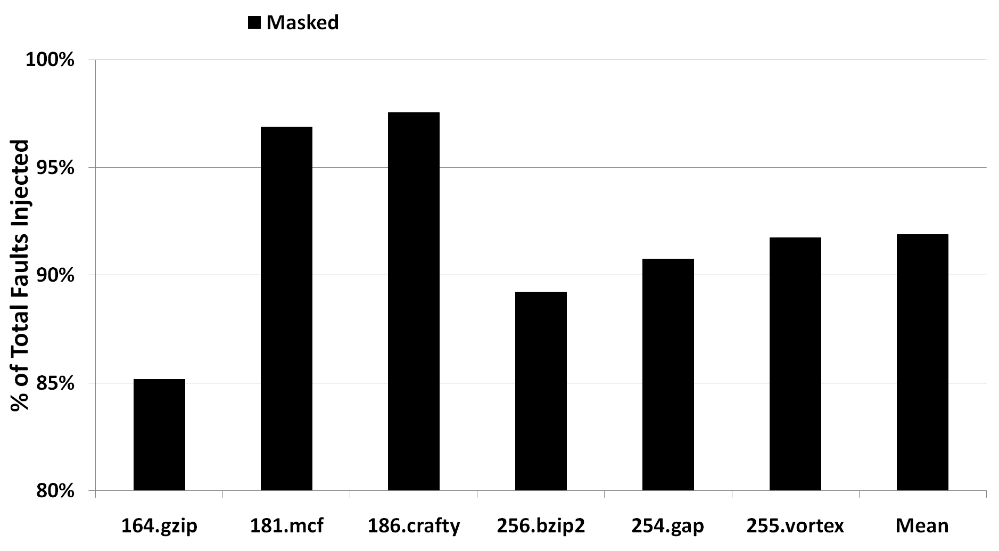 Masked
% of Total Faults Injected
100%
95%
90%
85%
80%
164.gzip 181.mcf 186.crafty 256.bzip2 254.gap 255.vortex Mean